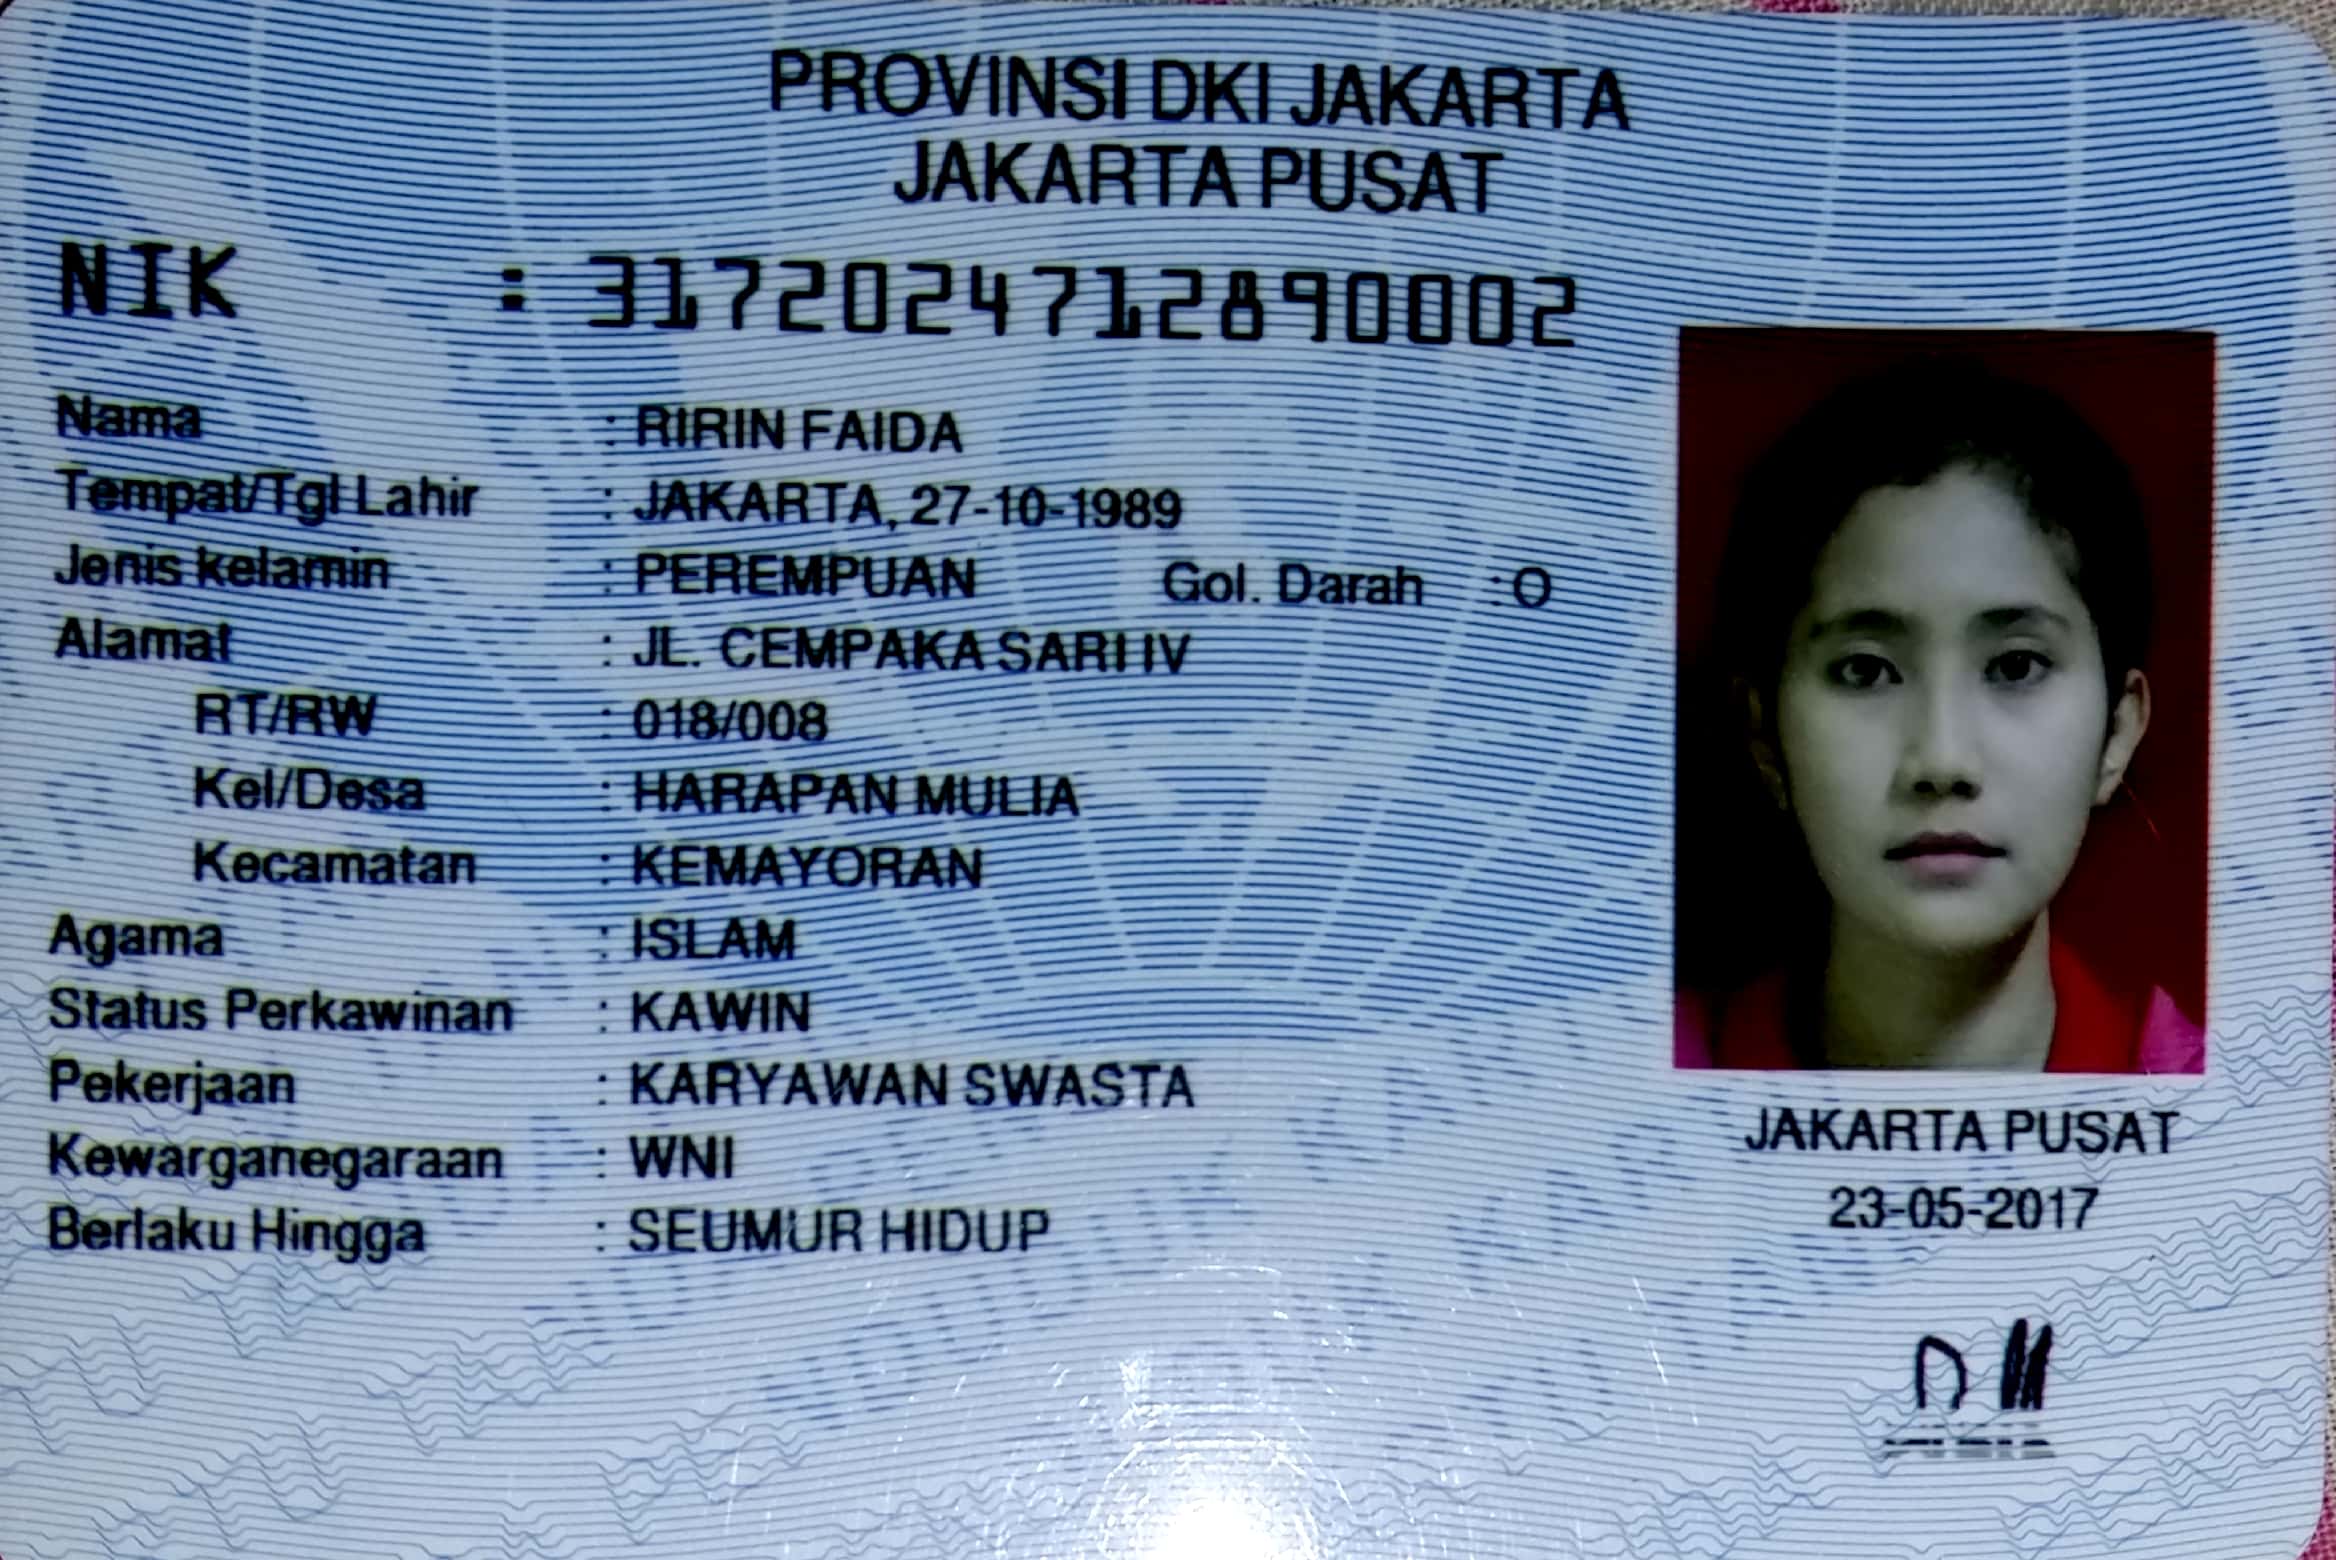 PROVINSI DKI JAKARTA
JAKARTA PUSAT
NIK : 3172024712890002
Nama : RIRIN FAIDA
Tempat/Tgl Lahir : JAKARTA, 27-10-1989
Jenis kelamin : PEREMPUAN Gol. Darah : O
Alamat : JL. CEMPAKA SARI IV
RT/RW : 018/008
Kel/Desa : HARAPAN MULIA
Kecamatan : KEMAYORAN
Agama : ISLAM
Status Perkawinan : KAWIN
Pekerjaan : KARYAWAN SWASTA
Kewarganegaraan : WNI
Berlaku Hingga : SEUMUR HIDUP
JAKARTA PUSAT
23-05-2017